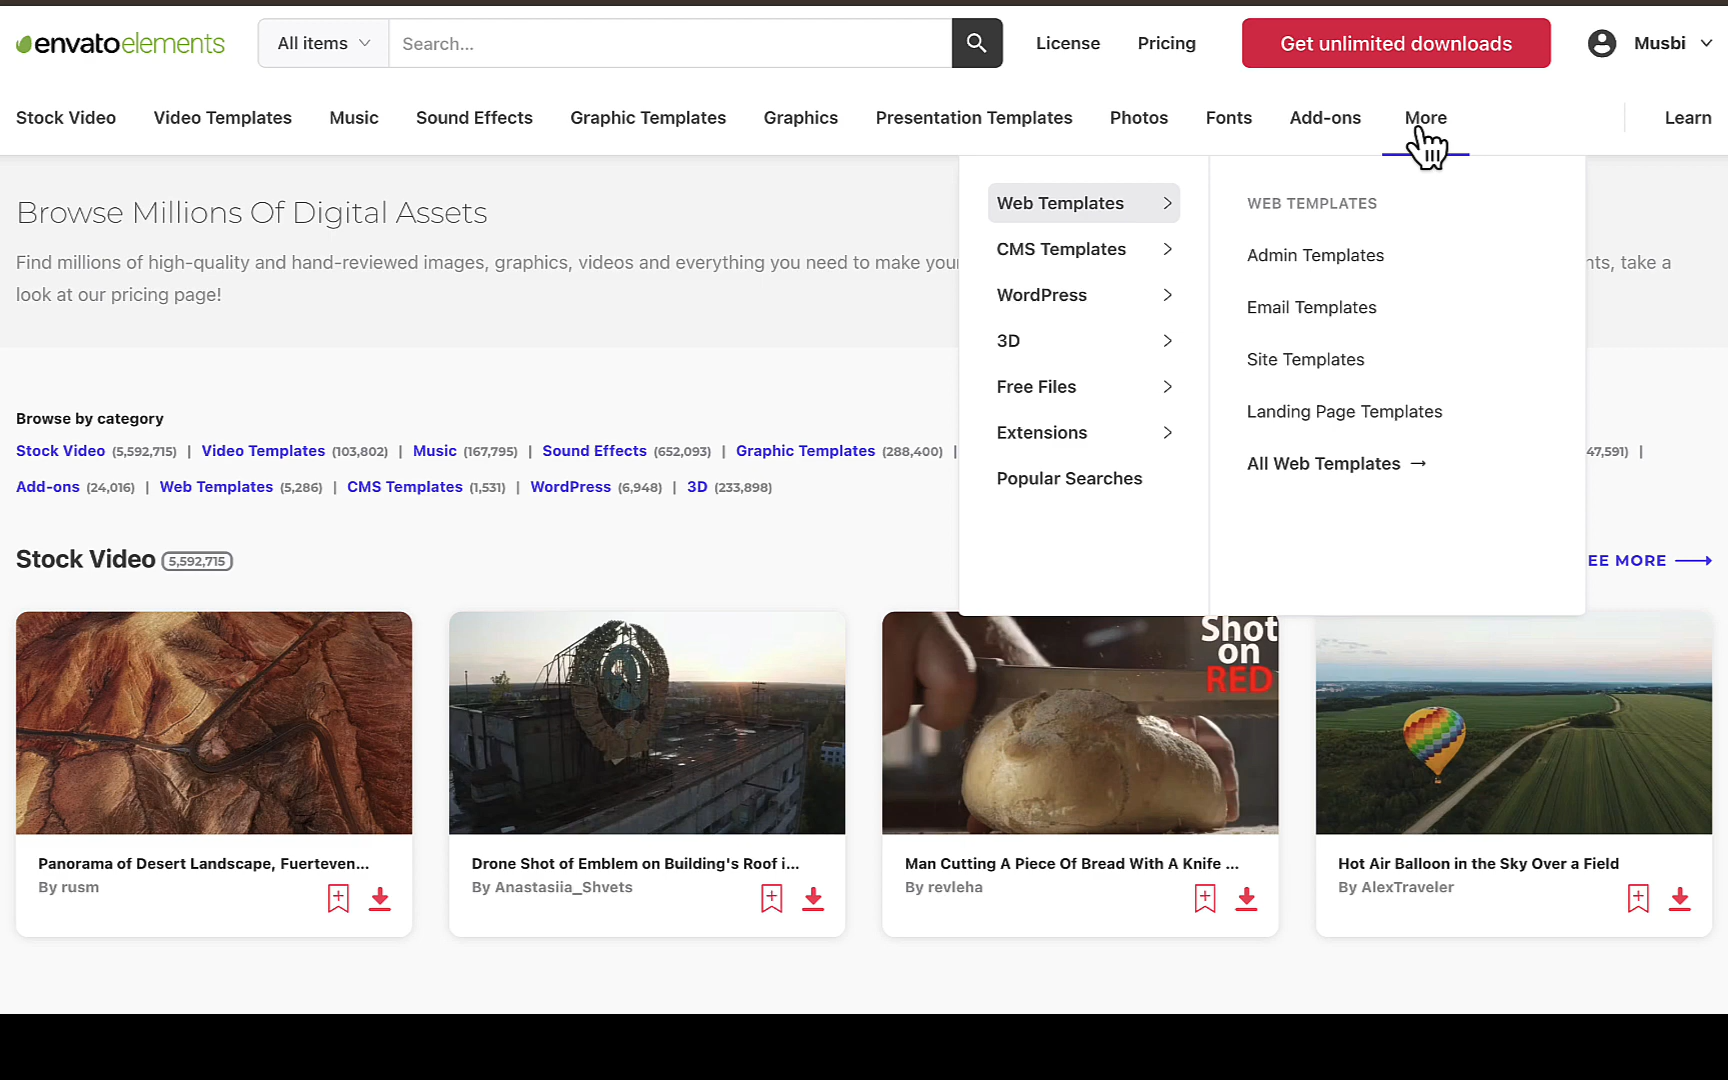 envatoelements
All items
Search...
License
Pricing
Get unlimited downloads
Musbi
Stock Video
Video Templates
Music
Sound Effects
Graphic Templates
Graphics
Presentation Templates
Photos
Fonts
Add-ons
More
Learn
Browse Millions Of Digital Assets
Find millions of high-quality and hand-reviewed images, graphics, videos and everything you need to make your
take a
look at our pricing page!
Web Templates
CMS Templates
WordPress
3D
Free Files
Extensions
Popular Searches
WEB TEMPLATES
Admin Templates
Email Templates
Site Templates
Landing Page Templates
All Web Templates →
Browse by category
Stock Video (5,592,715) | Video Templates (103,802) | Music (167,795) | Sound Effects (652,093) | Graphic Templates (288,400) | 47,591) |
Add-ons (24,016) | Web Templates (5,286) | CMS Templates (1,531) | WordPress (6,948) | 3D (233,898)
Stock Video 5,592,715
EE MORE
Shot
on
RED
Panorama of Desert Landscape, Fuerteven...
By rusm
Drone Shot of Emblem on Building's Roof i...
By Anastasiia_Shvets
Man Cutting A Piece Of Bread With A Knife ...
By revleha
Hot Air Balloon in the Sky Over a Field
By AlexTraveler